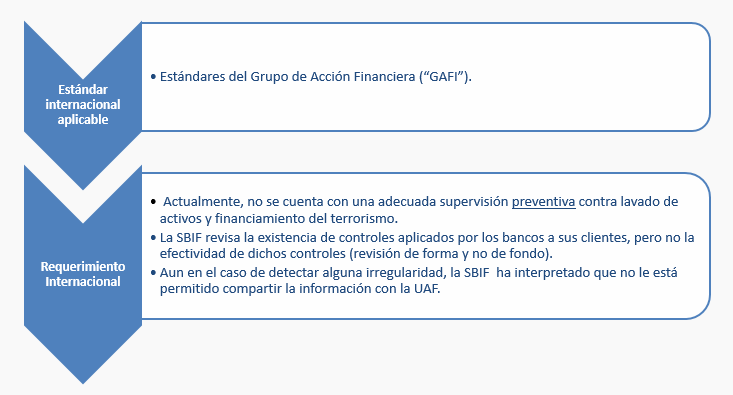 Estándar
internacional
aplicable
• Estándares del Grupo de Acción Financiera (“GAFI”).
Requerimiento
Internacional
• Actualmente, no se cuenta con una adecuada supervisión preventiva contra lavado de
activos y financiamiento del terrorismo.
• La SBIF revisa la existencia de controles aplicados por los bancos a sus clientes, pero no la
efectividad de dichos controles (revisión de forma y no de fondo).
• Aun en el caso de detectar alguna irregularidad, la SBIF ha interpretado que no le está
permitido compartir la información con la UAF.